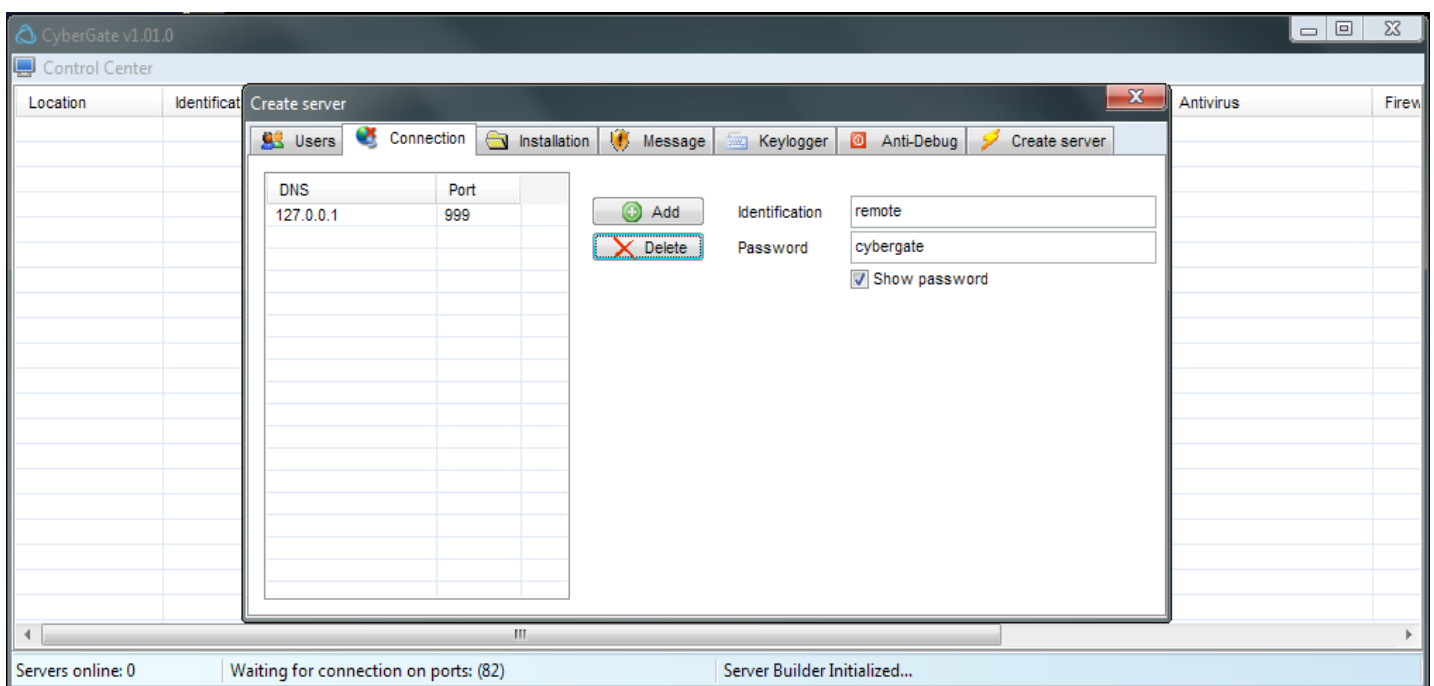 CyberGate v1.01.0
Control Center
Location Identificat Antivirus Firew
Create server
Users Connection Installation Message Keylogger Anti-Debug Create server
DNS Port
127.0.0.1 999
Add Identification remote
Delete Password cybergate
Show password
Servers online: 0 Waiting for connection on ports: (82) Server Builder Initialized...